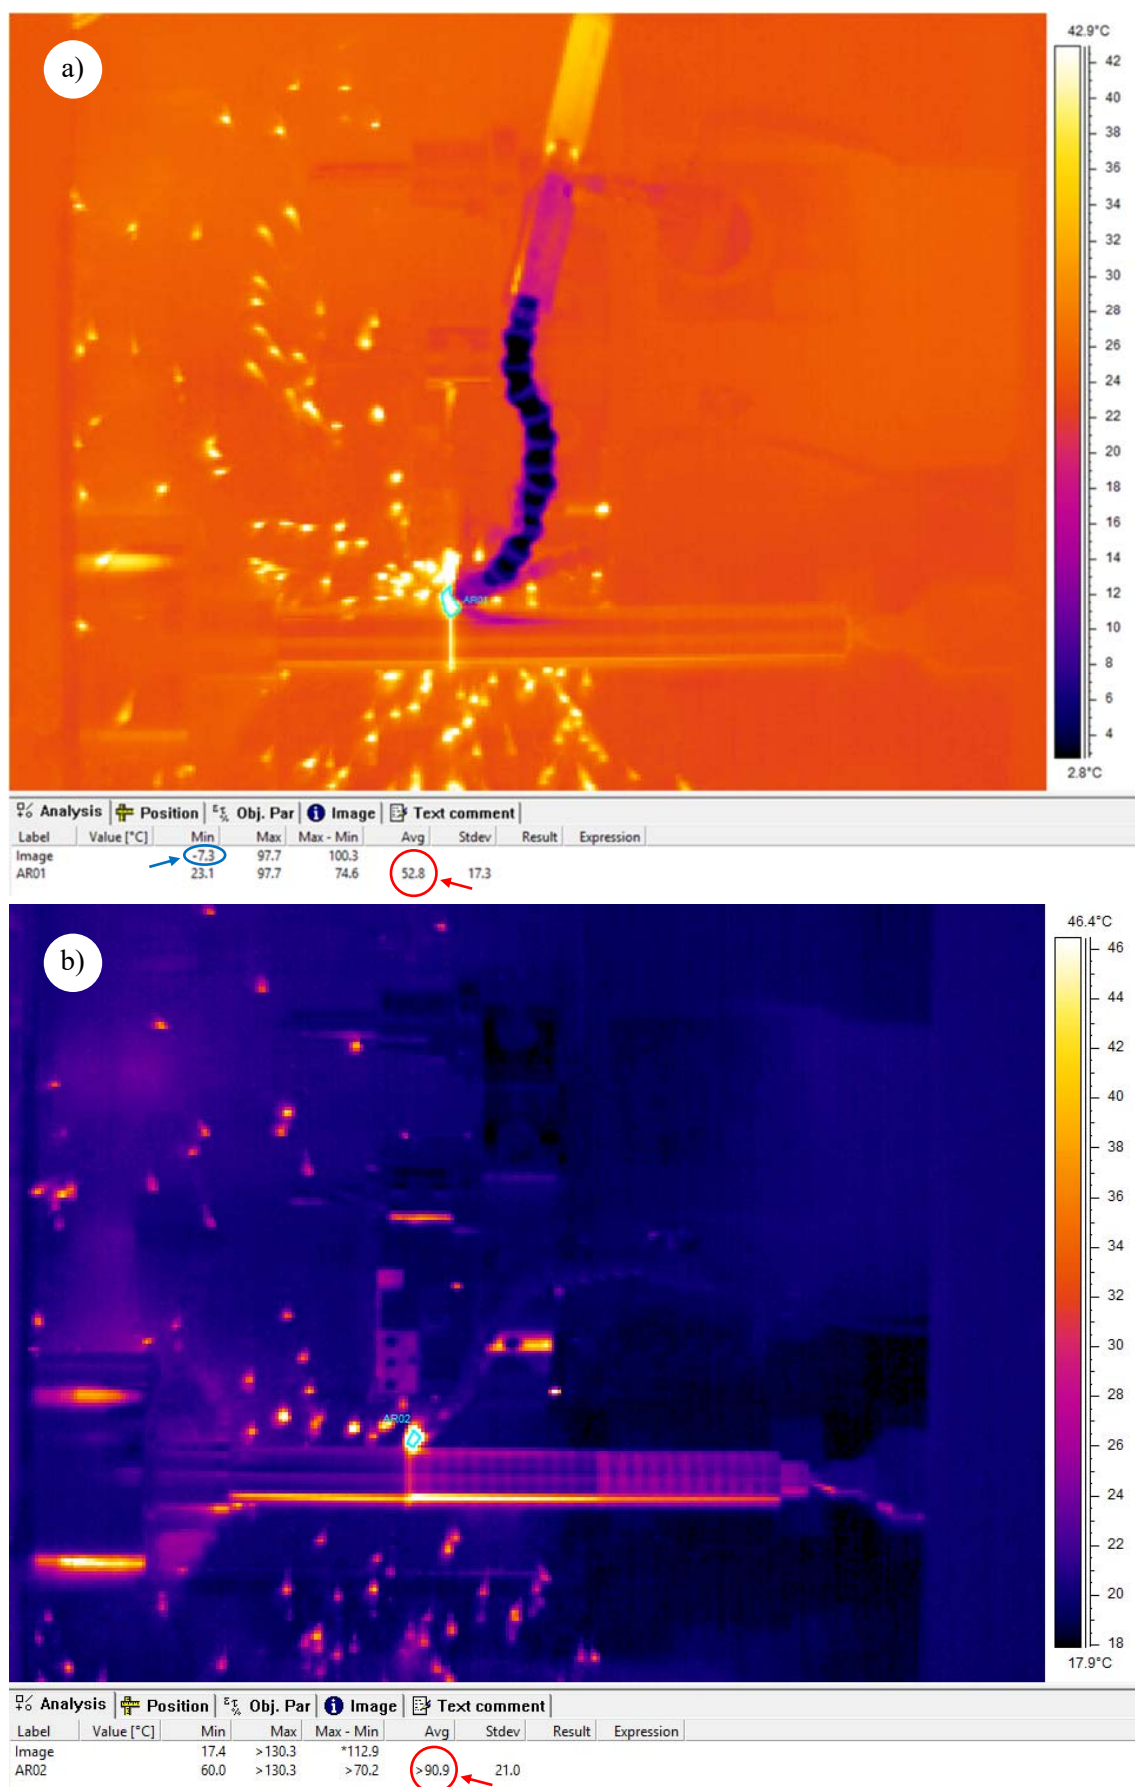 a)
42.9°C
42
40
38
36
34
32
30
28
26
24
22
20
18
16
14
12
10
8
6
4
2.8°C
AR01
Analysis Position Obj. Par Image Text comment
Label Value [°C] Min Max Max - Min Avg Stdev Result Expression
Image -7.3 97.7 100.3
AR01 23.1 97.7 74.6 52.8 17.3
b)
46.4°C
46
44
42
40
38
36
34
32
30
28
26
24
22
20
18
17.9°C
AR02
Analysis Position Obj. Par Image Text comment
Label Value [°C] Min Max Max - Min Avg Stdev Result Expression
Image 17.4 >130.3 *112.9
AR02 60.0 >130.3 >70.2 >90.9 21.0